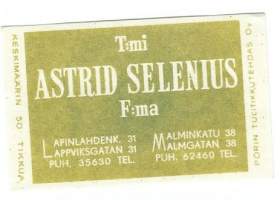 KESKIMÄÄRIN 50 TIKKUA
T:mi
ASTRID SELENIUS
F:ma
LAPINLAHDENK. 31
LAPPVIKSGATAN 31
PUH. 35630 TEL.
MALMINKATU 38
MALMGATAN 38
PUH. 62460 TEL.
PORIN TULITIKKUTEHDAS OY